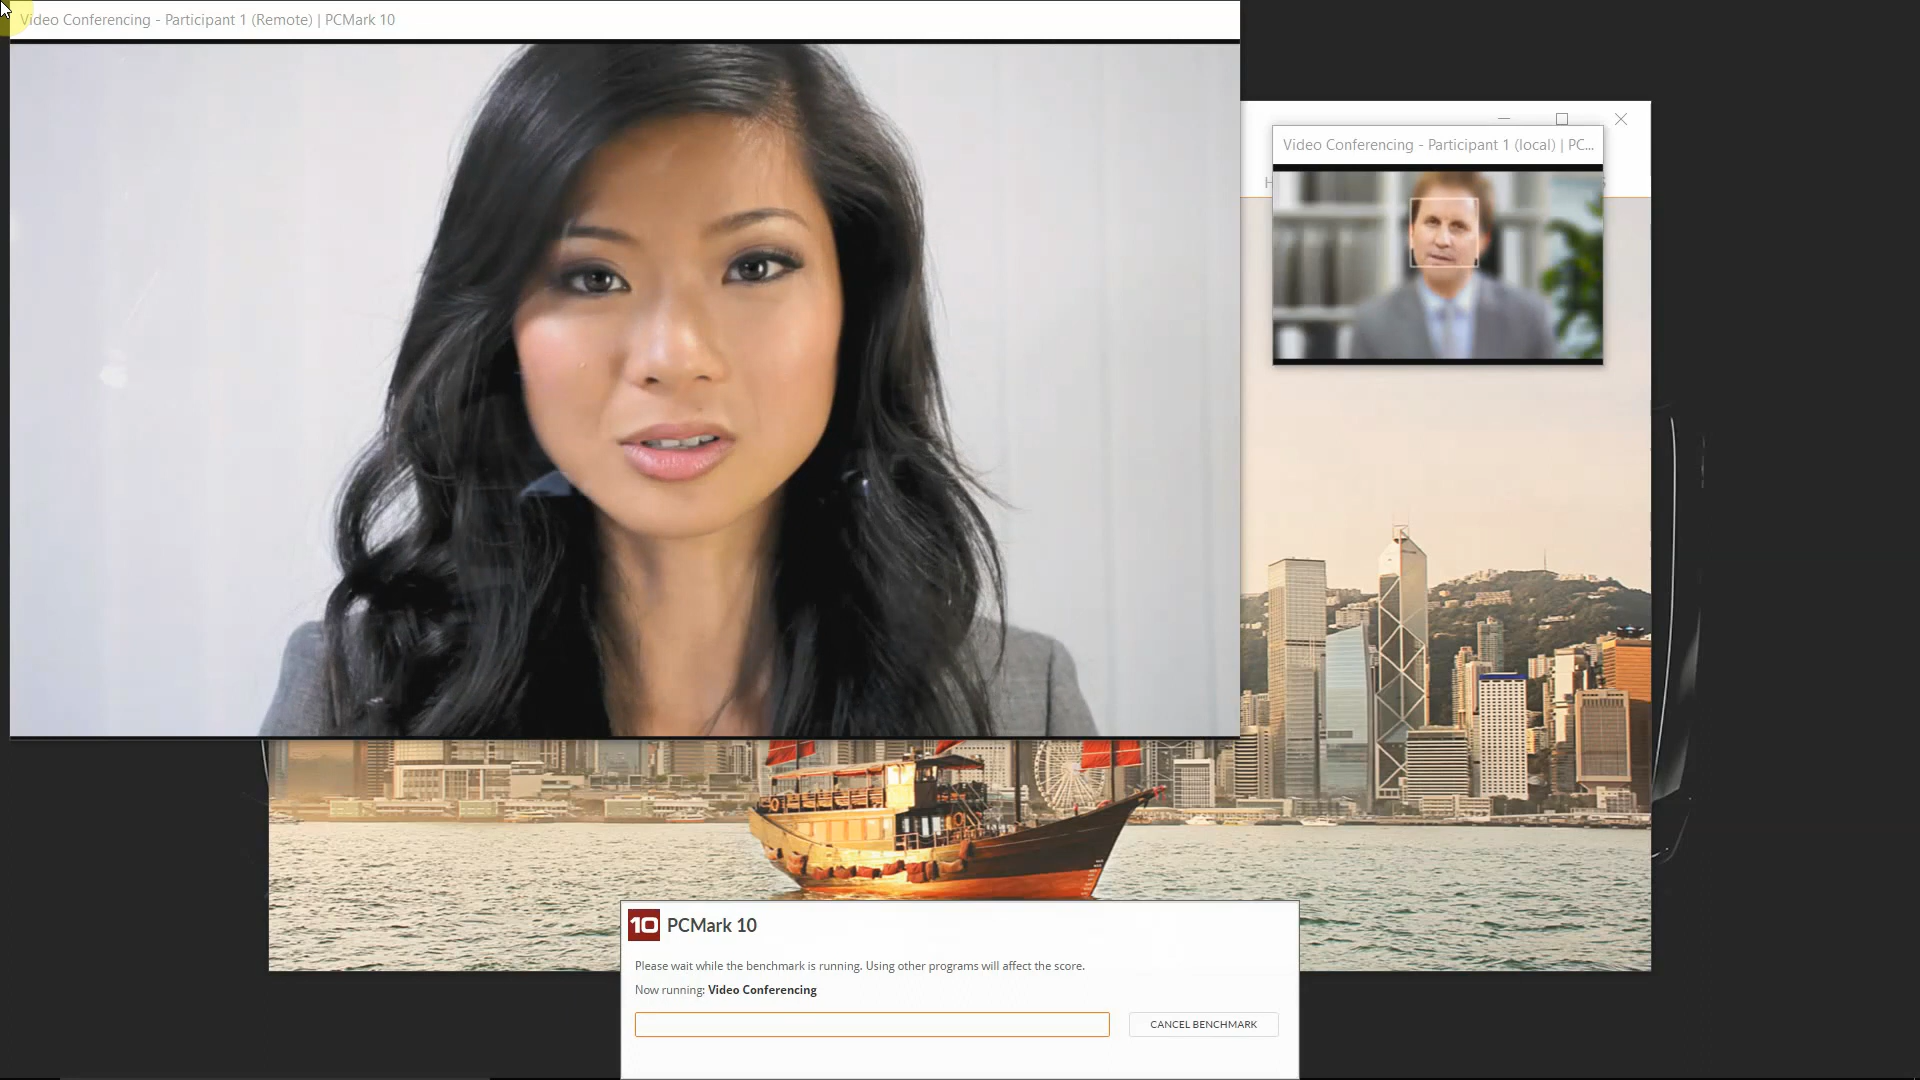 Video Conferencing - Participant 1 (Remote) | PCMark 10
Video Conferencing - Participant 1 (local) | PC...
10 PCMark 10
Please wait while the benchmark is running. Using other programs will affect the score.
Now running: Video Conferencing
CANCEL BENCHMARK